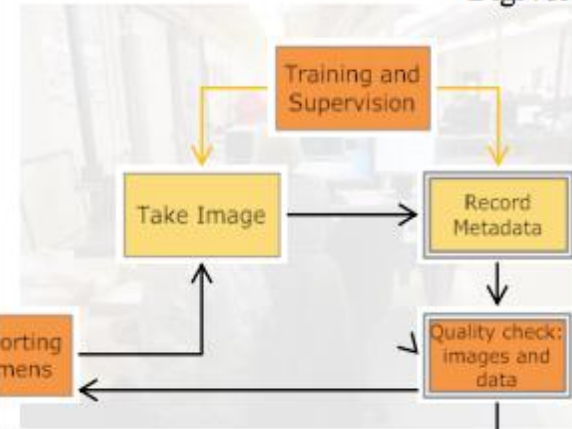 Training and
Supervision
Take Image
Record
Metadata
orting
mens
Quality check:
images and
data